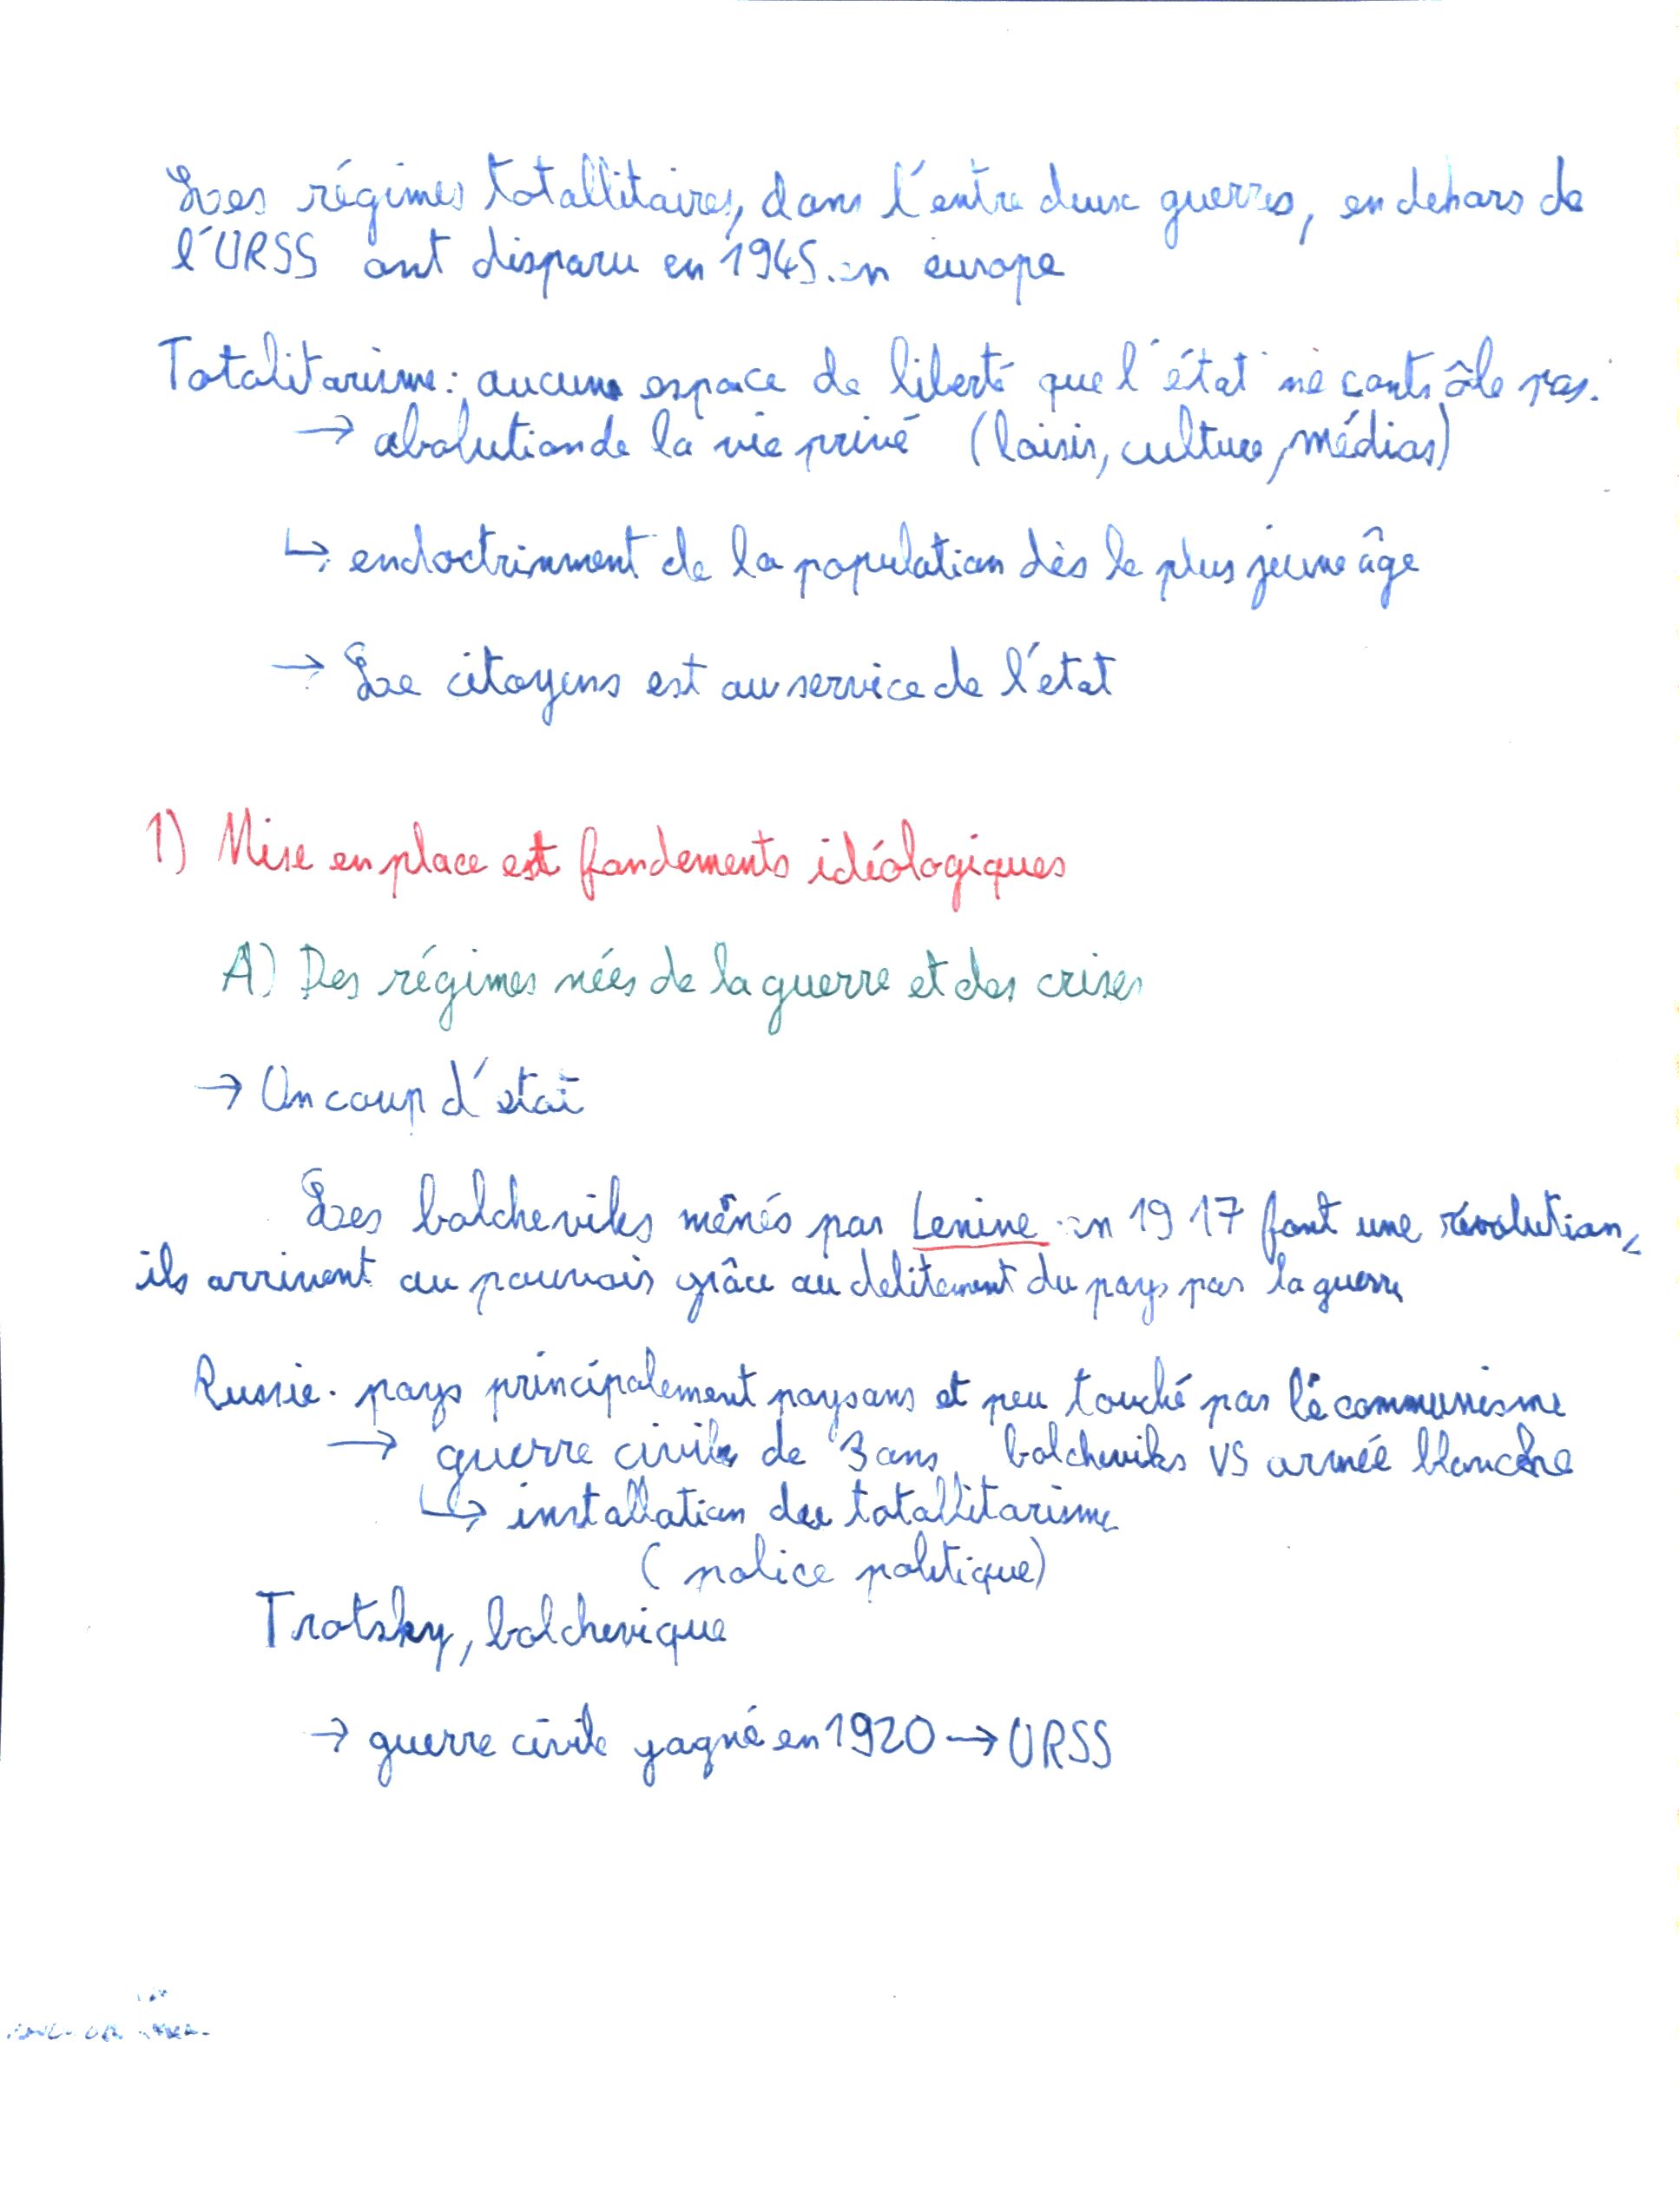 Les régimes totallitaires, dans l'entre deux guerres, en dehors de
l'URSS ont disparu en 1945 en europe
Totalitarisme : aucune espace de liberté que l'état ne contrôle pas.
→ abolution de la vie privé (loisir, culture, médias)
↳ endoctrinment de la population dès le plus jeune âge
→ Le citoyens est au service de l'état
1) Mise en place est fondements idéologiques
A) Des régimes nées de la guerre et des crises
→ Un coup d'état
Les bolcheviks ménés par Lenine en 1917 font une révolution,
ils arrivent au pouvoir grâce au delitement du pays par la guerre
Russie. pays principalement paysans et peu touché par le communisme
→ guerre civile de 3 ans bolcheviks VS armée blanche
↳ installation du totallitarisme
(police politique)
Trotsky, bolchevique
→ guerre civile gagné en 1920 → URSS